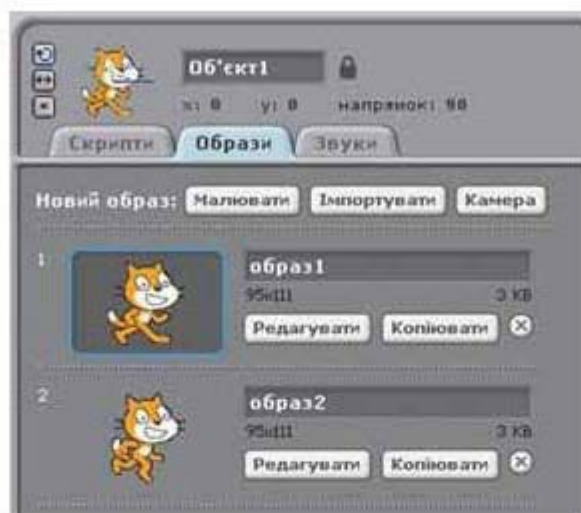 Об'єкт1
x: 0 y: 0 напрямок: 90
Скрипти Образи Звуки
Новий образ: Малювати Імпортувати Камера
1
образ1
95x111 3 KB
Редагувати Копіювати
2
образ2
95x111 3 KB
Редагувати Копіювати